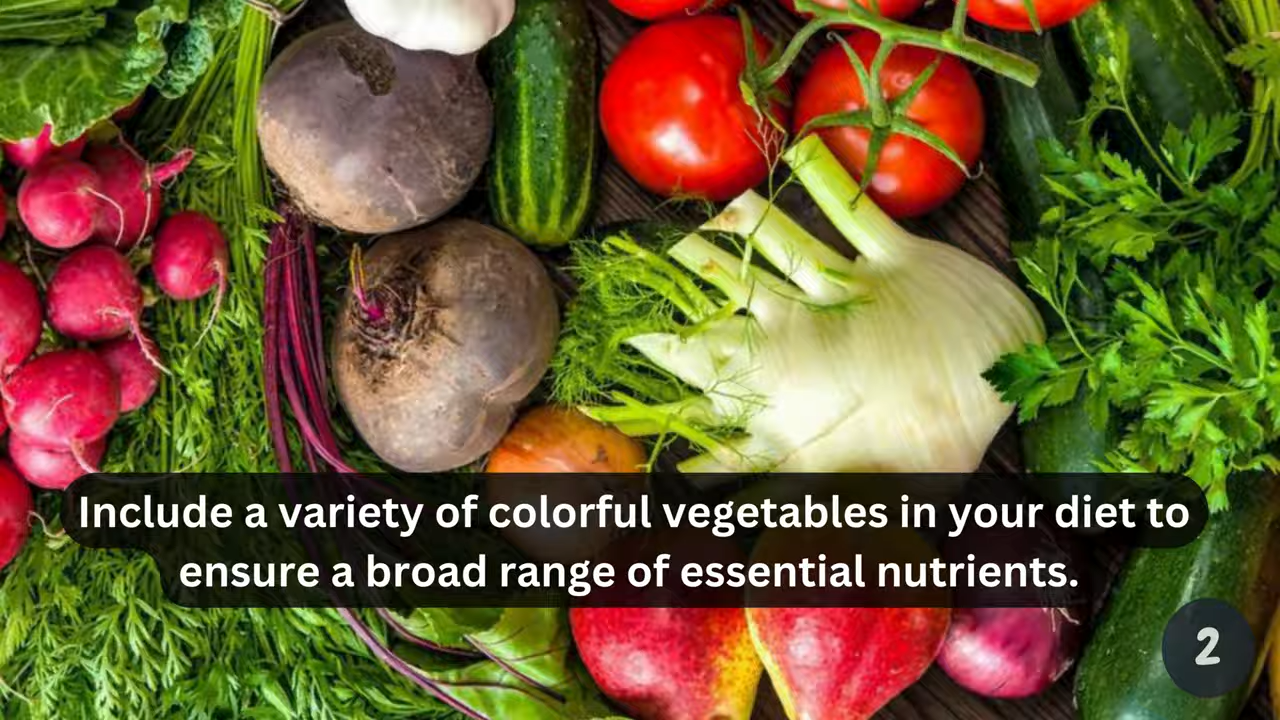 Include a variety of colorful vegetables in your diet to
ensure a broad range of essential nutrients.
2